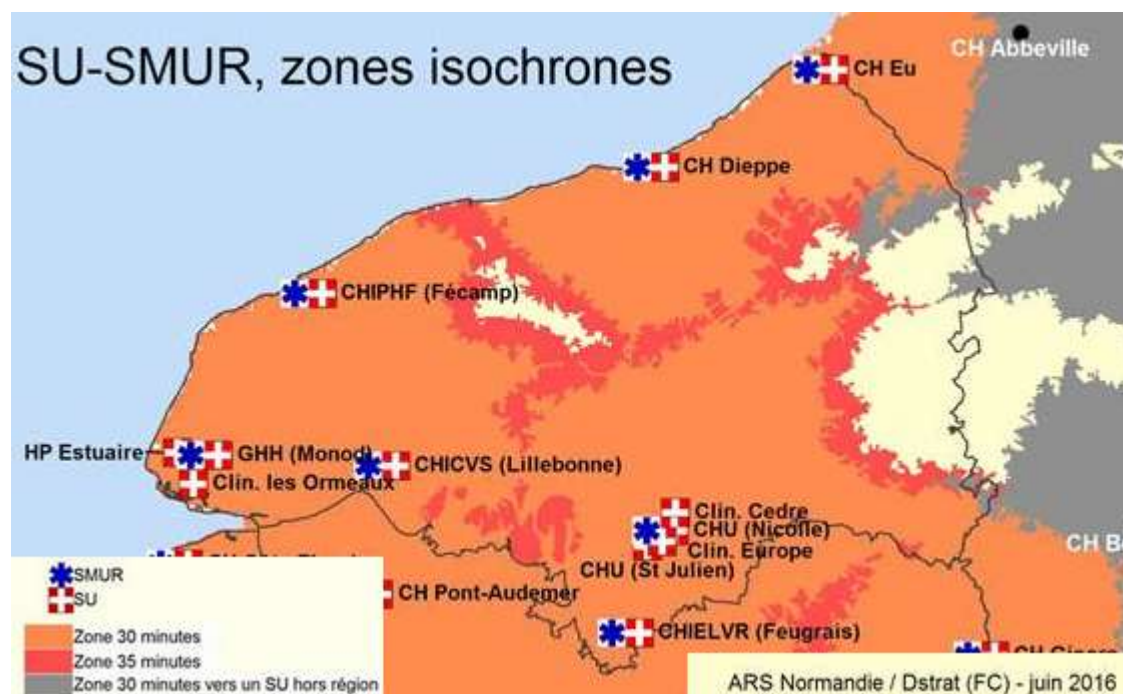 SU-SMUR, zones isochrones
CH Abbeville
CH Eu
CH Dieppe
CHIPHF (Fécamp)
HP Estuaire
GHH (Monod)
CHICVS (Lillebonne)
Clin. les Ormeaux
Clin. Cedre
CHU (Nicolle)
Clin. Europe
CHU (St Julien)
CH Pont-Audemer
CHIELVR (Feugrais)
SMUR
SU
Zone 30 minutes
Zone 35 minutes
Zone 30 minutes vers un SU hors région
ARS Normandie / Dstrat (FC) - juin 2016